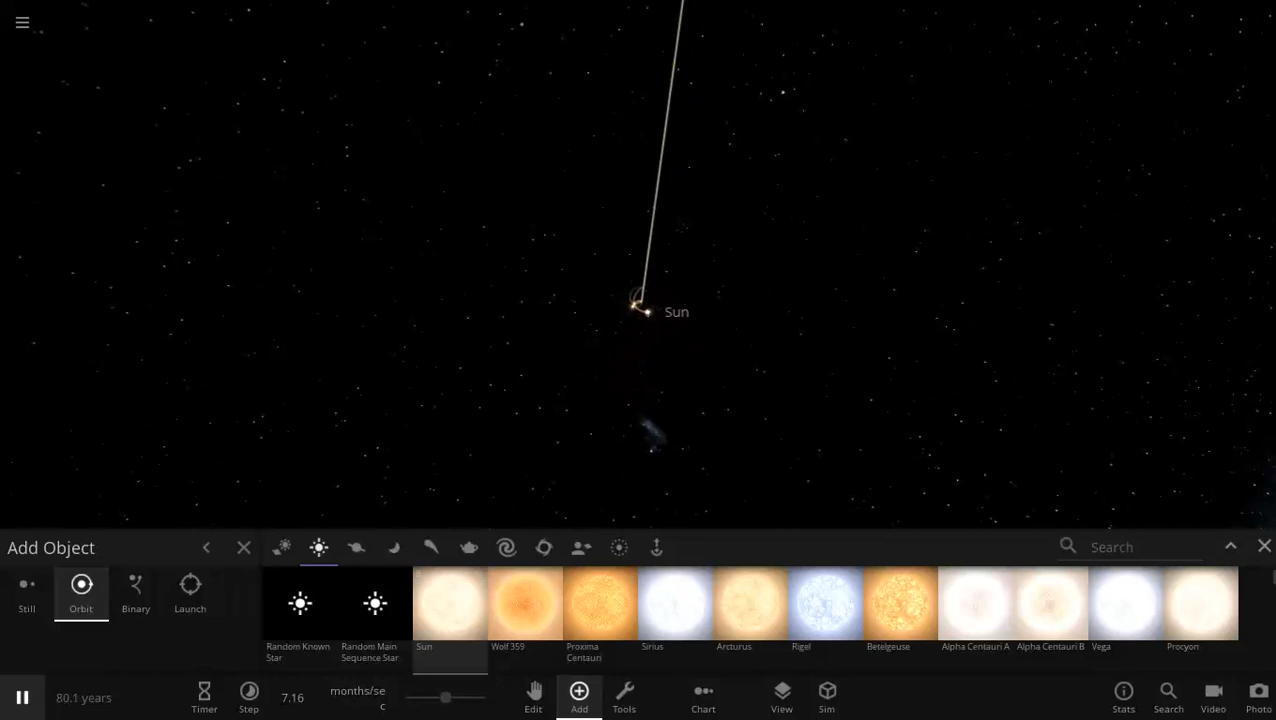 Sun
Add Object
Search
Still
Orbit
Binary
Launch
Random Known
Star
Random Main
Sequence Star
Sun
Wolf 359
Proxima
Centauri
Sirius
Arcturus
Rigel
Betelgeuse
Alpha Centauri A
Alpha Centauri B
Vega
Procyon
80.1 years
Timer
Step
7.16
months/se
c
Edit
Add
Tools
Chart
View
Sim
Stats
Search
Video
Photo